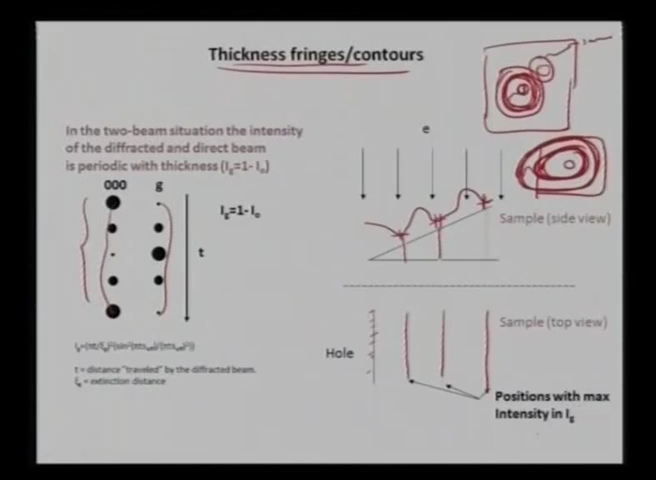 Thickness fringes/contours
In the two-beam situation the intensity
of the diffracted and direct beam
is periodic with thickness (Ig=1- Io)
000 g
Ig=1- Io
t
t = distance "traveled" by the diffracted beam.
ξg = extinction distance
e
Sample (side view)
Sample (top view)
Hole
Positions with max
Intensity in Ig